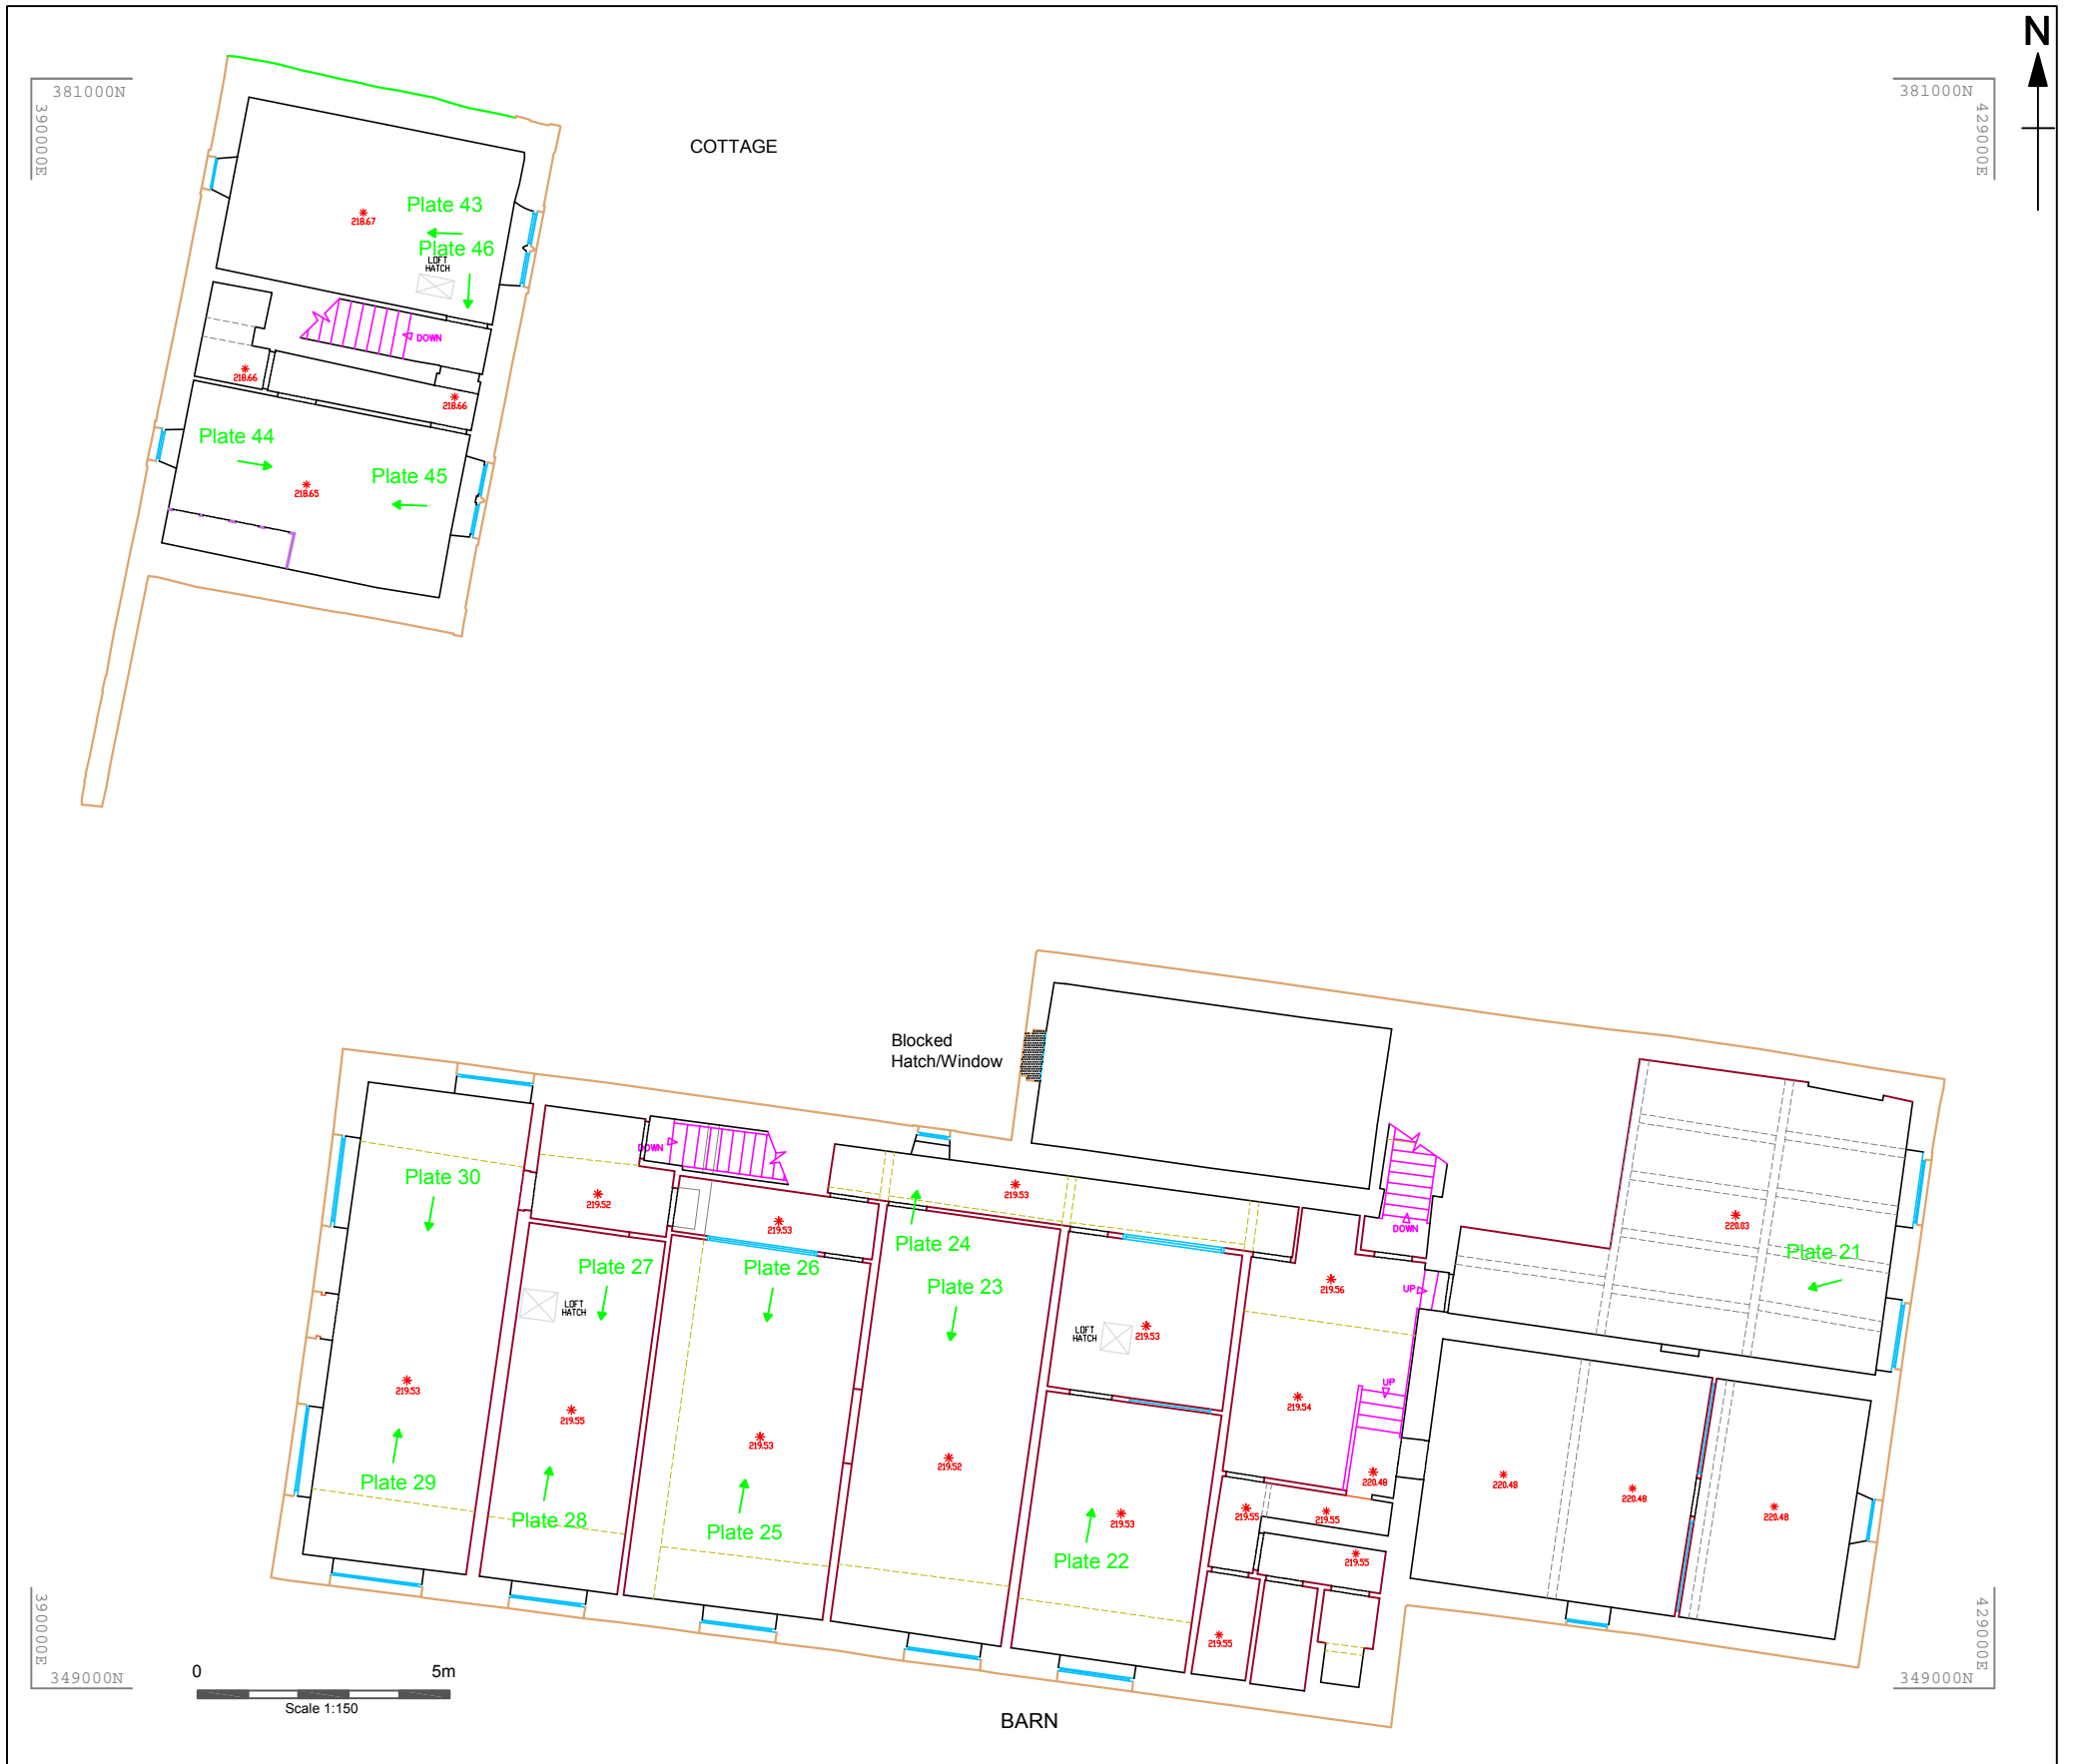 N
381000N
381000N
390000E
429000E
COTTAGE
Plate 43
218.67
Plate 46
LOFT
HATCH
DOWN
218.66
218.66
Plate 44
Plate 45
218.65
Blocked
Hatch/Window
DOWN
Plate 30
219.52
219.53
219.53
Plate 24
DOWN
220.03
Plate 21
Plate 27
Plate 26
Plate 23
219.56
UP
LOFT
HATCH
LOFT
HATCH
219.53
UP
219.53
219.55
219.53
219.52
219.54
Plate 29
Plate 28
Plate 25
Plate 22
219.53
220.48
220.48
220.48
220.48
219.55
219.55
219.55
219.55
390000E
429000E
349000N
349000N
0
5m
Scale 1:150
BARN